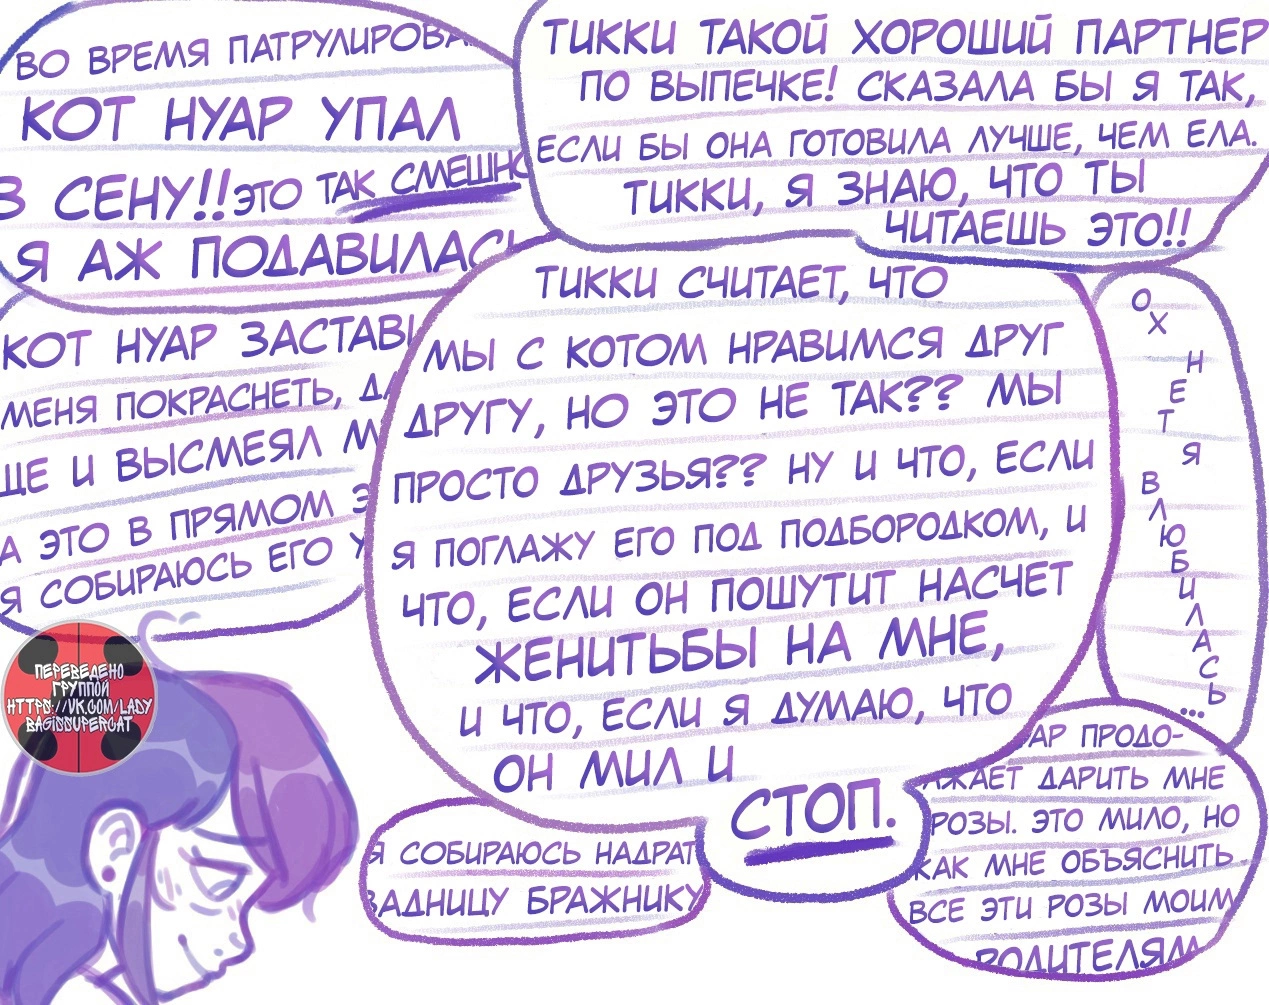 ВО ВРЕМЯ
КОТ НУАР УПАЛ
В СЕНУ!! ЭТО ТАК СМЕШНО
Я АЖ ПОДАВИЛАСЬ
ТИККИ ТАКОЙ ХОРОШИЙ ПАРТНЕР
ПО ВЫПЕЧКЕ! СКАЗАЛА БЫ Я ТАК,
ЕСЛИ БЫ ОНА ГОТОВИЛА ЛУЧШЕ, ЧЕМ ЕЛА.
ТИККИ, Я ЗНАЮ, ЧТО ТЫ
ЧИТАЕШЬ ЭТО!!
КОТ НУАР
МЕНЯ ПОКРАСНЕТЬ,
ЩЕ И ВЫСМЕЯЛ
А ЭТО В ПРЯМОМ
Я СОБИРАЮСЬ ЕГО
ТИККИ СЧИТАЕТ, ЧТО
МЫ С КОТОМ НРАВИМСЯ ДРУГ
ДРУГУ, НО ЭТО НЕ ТАК?? МЫ
ПРОСТО ДРУЗЬЯ?? НУ И ЧТО, ЕСЛИ
Я ПОГЛАЖУ ЕГО ПОД ПОДБОРОДКОМ, И
ЧТО, ЕСЛИ ОН ПОШУТИТ НАСЧЕТ
ЖЕНИТЬБЫ НА МНЕ,
И ЧТО, ЕСЛИ Я ДУМАЮ, ЧТО
ОН МИЛ И
СТОП.
ОХ НЕТ Я ВЛЮБИЛАСЬ...
Я СОБИРАЮСЬ НАДРАТ
ЗАДНИЦУ БРАЖНИКУ
АР ПРОДО-
ЛЖАЕТ ДАРИТЬ МНЕ
РОЗЫ. ЭТО МИЛО, НО
КАК МНЕ ОБЪЯСНИТЬ
ВСЕ ЭТИ РОЗЫ МОИМ
РОДИТЕЛЯМ
ПЕРЕВЕДЕНО
ГРУППОЙ
HTTPS://VK.COM/LADY
BAGISSUPERCAT